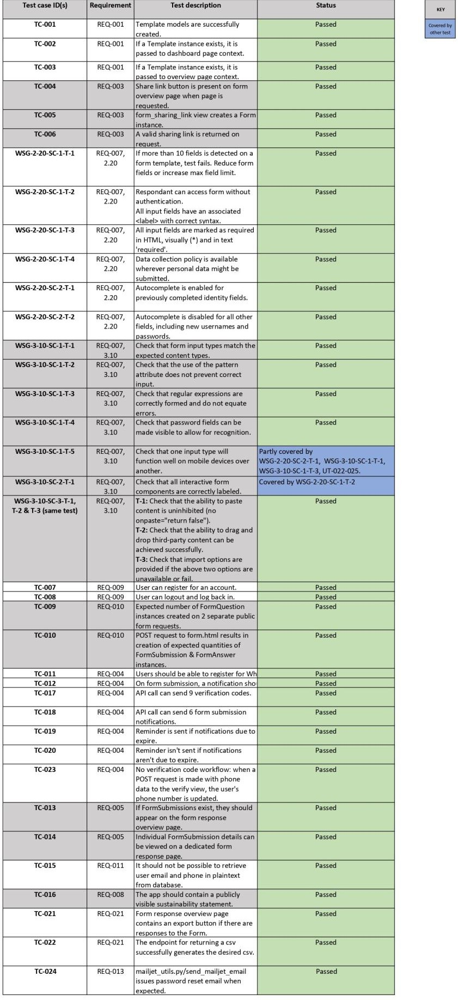 Test case ID(s) Requirement Test description Status
KEY
Covered by
other test
TC-001 REQ-001 Template models are successfully Passed
created.
TC-002 REQ-001 If a Template instance exists, it is Passed
passed to dashboard page context.
TC-003 REQ-001 If a Template instance exists, it is Passed
passed to overview page context.
TC-004 REQ-003 Share link button is present on form Passed
overview page when page is
requested.
TC-005 REQ-003 form_sharing_link view creates a Form Passed
instance.
TC-006 REQ-003 A valid sharing link is returned on Passed
request.
WSG-2-20-SC-1-T-1 REQ-007, If more than 10 fields is detected on a Passed
2.20 form template, test fails. Reduce form
fields or increase max field limit.
WSG-2-20-SC-1-T-2 REQ-007, Respondant can access form without Passed
2.20 authentication.
All input fields have an associated
<label> with correct syntax.
WSG-2-20-SC-1-T-3 REQ-007, All input fields are marked as required Passed
2.20 in HTML, visually (*) and in text
'required'.
WSG-2-20-SC-1-T-4 REQ-007, Data collection policy is available Passed
2.20 wherever personal data might be
submitted.
WSG-2-20-SC-2-T-1 REQ-007, Autocomplete is enabled for Passed
2.20 previously completed identity fields.
WSG-2-20-SC-2-T-2 REQ-007, Autocomplete is disabled for all other Passed
2.20 fields, including new usernames and
passwords.
WSG-3-10-SC-1-T-1 REQ-007, Check that form input types match the Passed
3.10 expected content types.
WSG-3-10-SC-1-T-2 REQ-007, Check that the use of the pattern Passed
3.10 attribute does not prevent correct
input.
WSG-3-10-SC-1-T-3 REQ-007, Check that regular expressions are Passed
3.10 correctly formed and do not equate
errors.
WSG-3-10-SC-1-T-4 REQ-007, Check that password fields can be Passed
3.10 made visible to allow for recognition.
WSG-3-10-SC-1-T-5 REQ-007, Check that one input type will Partly covered by
3.10 function well on mobile devices over WSG-2-20-SC-2-T-1, WSG-3-10-SC-1-T-1,
another. WSG-3-10-SC-1-T-3, UT-022-025.
WSG-3-10-SC-2-T-1 REQ-007, Check that all interactive form Covered by WSG-2-20-SC-1-T-2
3.10 components are correctly labeled.
WSG-3-10-SC-3-T-1, REQ-007, T-1: Check that the ability to paste Passed
T-2 & T-3 (same test) 3.10 content is uninhibited (no
onpaste="return false").
T-2: Check that the ability to drag and
drop third-party content can be
achieved successfully.
T-3: Check that import options are
provided if the above two options are
unavailable or fail.
TC-007 REQ-009 User can register for an account. Passed
TC-008 REQ-009 User can logout and log back in. Passed
TC-009 REQ-010 Expected number of FormQuestion Passed
instances created on 2 separate public
form requests.
TC-010 REQ-010 POST request to form.html results in Passed
creation of expected quantities of
FormSubmission & FormAnswer
instances.
TC-011 REQ-004 Users should be able to register for Wh Passed
TC-012 REQ-004 On form submission, a notification sho Passed
TC-017 REQ-004 API call can send 9 verification codes. Passed
TC-018 REQ-004 API call can send 6 form submission Passed
notifications.
TC-019 REQ-004 Reminder is sent if notifications due to Passed
expire.
TC-020 REQ-004 Reminder isn't sent if notifications Passed
aren't due to expire.
TC-023 REQ-004 No verification code workflow: when a Passed
POST request is made with phone
data to the verify view, the user's
phone number is updated.
TC-013 REQ-005 If FormSubmissions exist, they should Passed
appear on the form response
overview page.
TC-014 REQ-005 Individual FormSubmission details can Passed
be viewed on a dedicated form
response page.
TC-015 REQ-011 It should not be possible to retrieve Passed
user email and phone in plaintext
from database.
TC-016 REQ-008 The app should contain a publicly Passed
visible sustainability statement.
TC-021 REQ-021 Form response overview page Passed
contains an export button if there are
responses to the Form.
TC-022 REQ-021 The endpoint for returning a csv Passed
successfully generates the desired csv.
TC-024 REQ-013 mailjet_utils.py/send_mailjet_email Passed
issues password reset email when
expected.